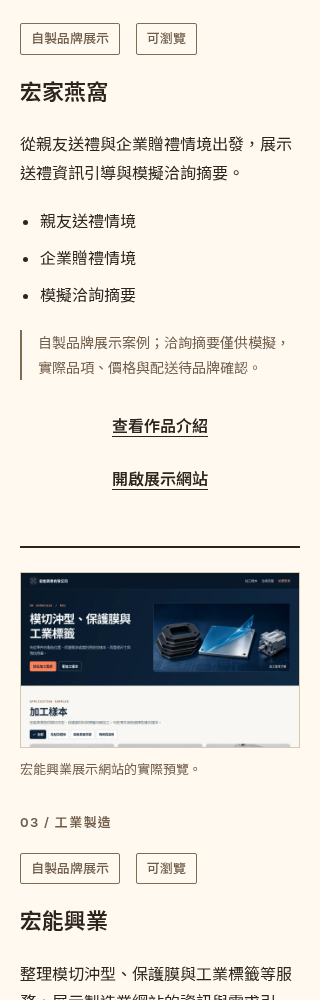 自製品牌展示
可瀏覽
宏家燕窩
從親友送禮與企業贈禮情境出發，展示
送禮資訊引導與模擬洽詢摘要。
親友送禮情境
企業贈禮情境
模擬洽詢摘要
自製品牌展示案例；洽詢摘要僅供模擬，
實際品項、價格與配送待品牌確認。
查看作品介紹
開啟展示網站
模切沖型、保護膜與
工業標籤
加工樣本
宏能興業展示網站的實際預覽。
03 / 工業製造
自製品牌展示
可瀏覽
宏能興業
整理模切沖型、保護膜與工業標籤等服